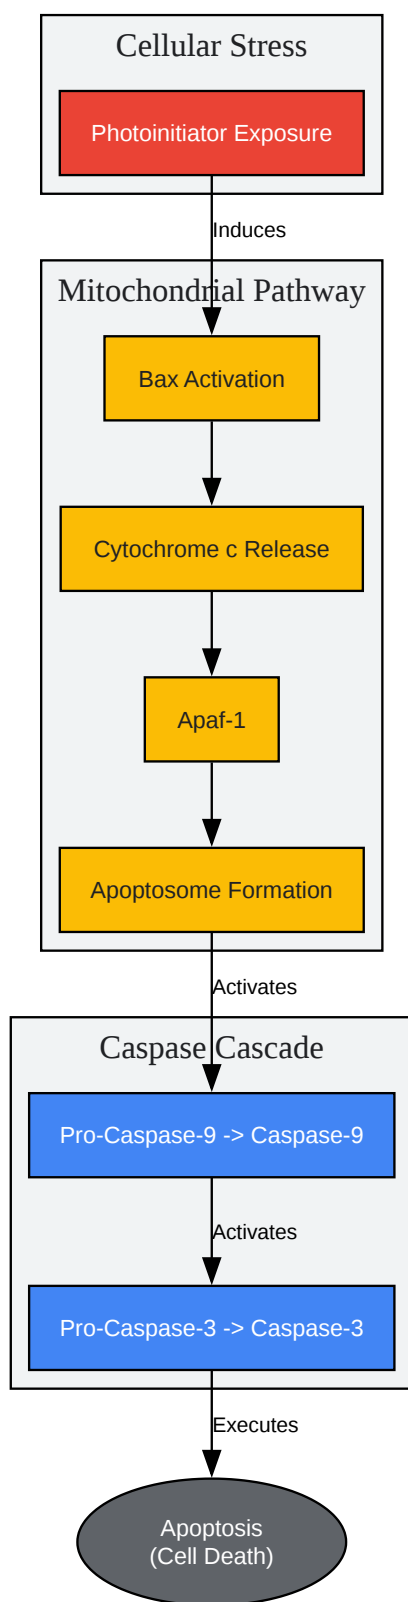 Cellular Stress
Photoinitiator Exposure
Induces
Mitochondrial Pathway
Bax Activation
Cytochrome c Release
Apaf-1
Apoptosome Formation
Activates
Caspase Cascade
Pro-Caspase-9 -> Caspase-9
Activates
Pro-Caspase-3 -> Caspase-3
Executes
Apoptosis
(Cell Death)